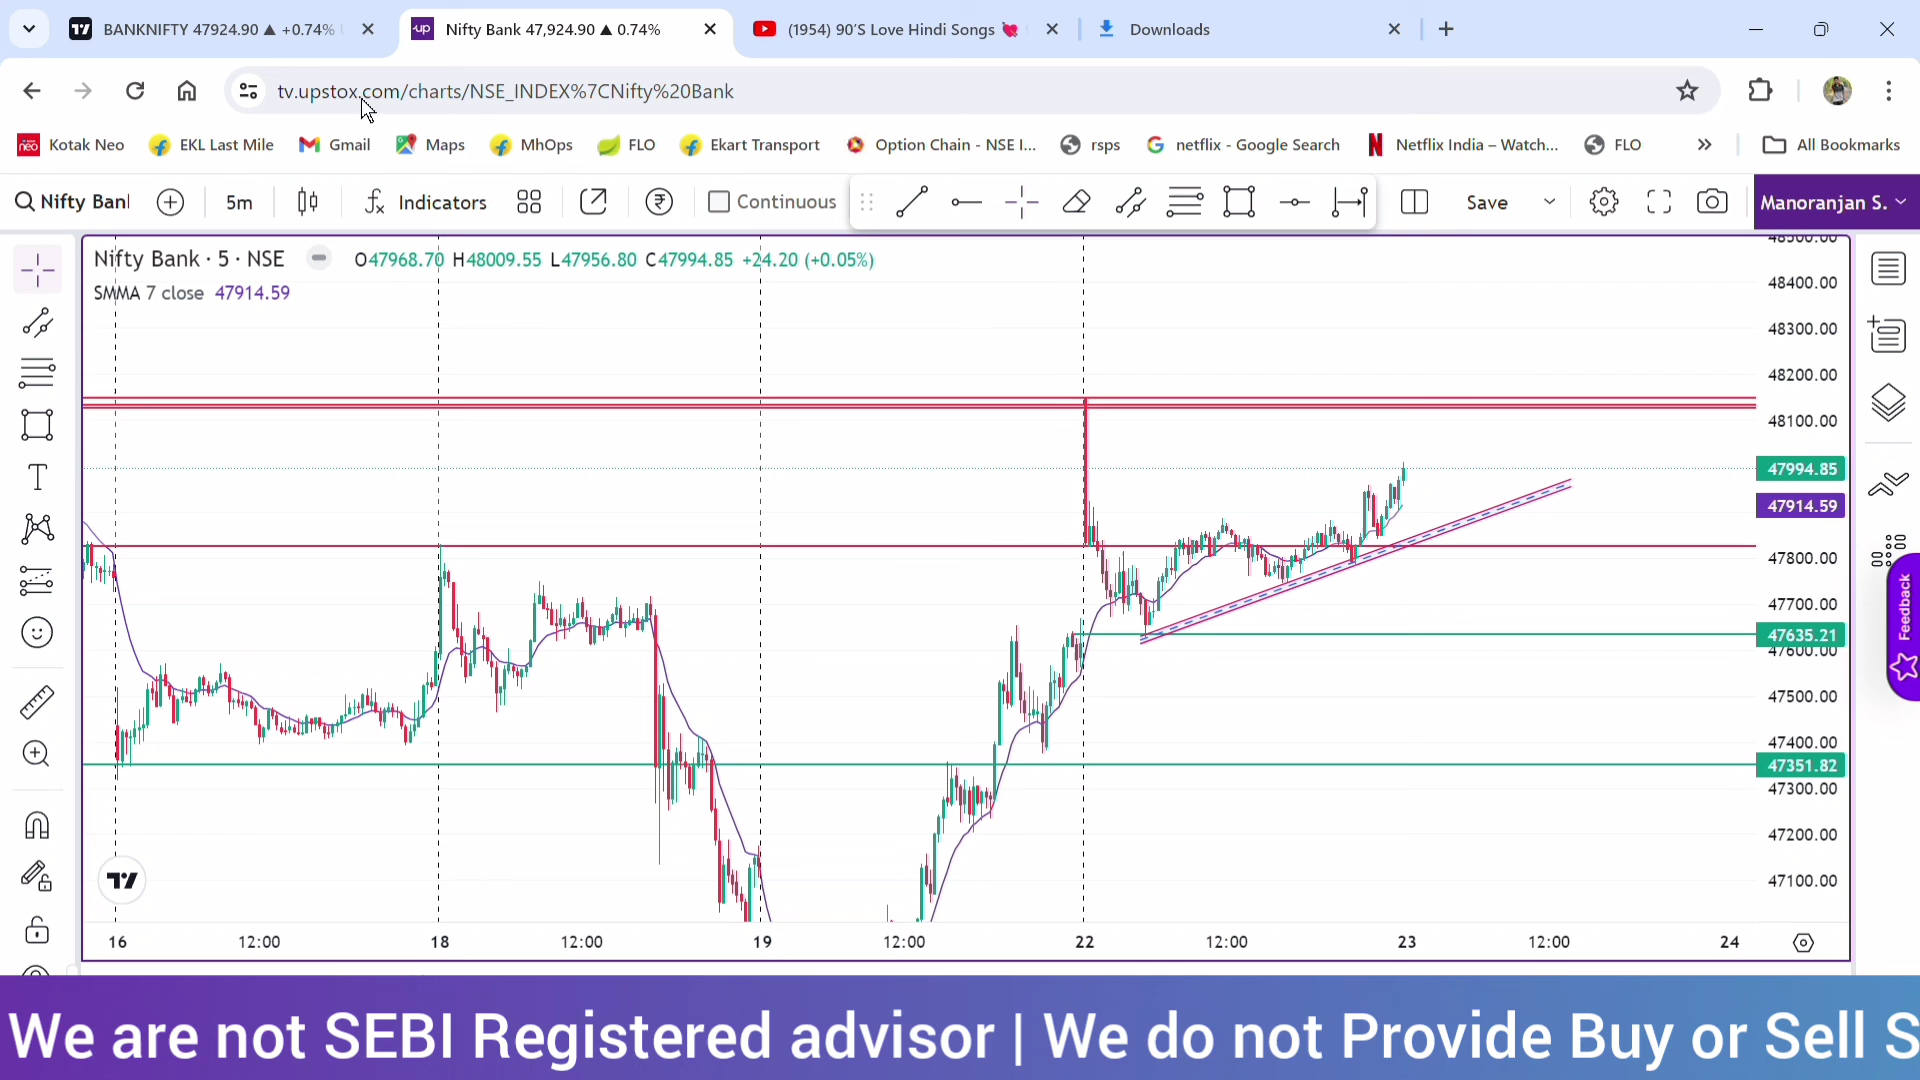 BANKNIFTY 47924.90 ▲ +0.74%
Nifty Bank 47,924.90 ▲ 0.74%
(1954) 90'S Love Hindi Songs 💘
Downloads
tv.upstox.com/charts/NSE_INDEX%7CNifty%20Bank
neo Kotak Neo
EKL Last Mile
Gmail
Maps
MhOps
FLO
Ekart Transport
Option Chain - NSE I...
rsps
netflix - Google Search
Netflix India – Watch...
FLO
All Bookmarks
Nifty Bank
5m
Indicators
Continuous
Save
Manoranjan S.
Nifty Bank · 5 · NSE O47968.70 H48009.55 L47956.80 C47994.85 +24.20 (+0.05%)
SMMA 7 close 47914.59
48500.00
48400.00
48300.00
48200.00
48100.00
47994.85
47914.59
47800.00
47700.00
47635.21
47600.00
47500.00
47400.00
47351.82
47300.00
47200.00
47100.00
Feedback
16 12:00 18 12:00 19 12:00 22 12:00 23 12:00 24
We are not SEBI Registered advisor | We do not Provide Buy or Sell S